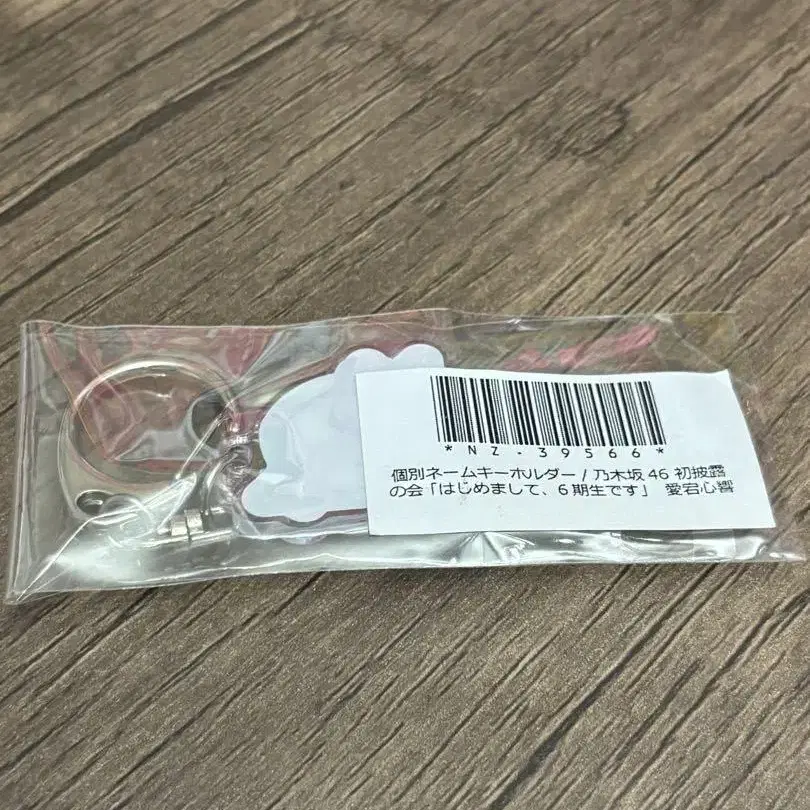 *NZ-39566*
個別ネームキーホルダー / 乃木坂46 初披露
の会「はじめまして、6期生です」 愛宕心響